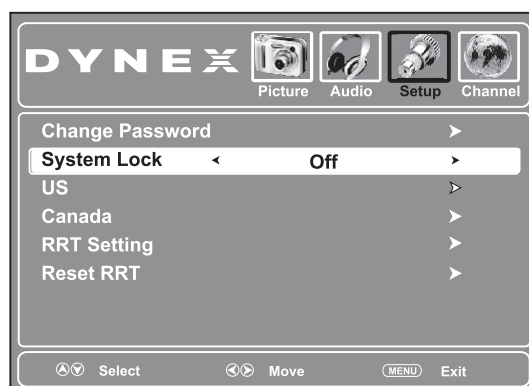 DYNEX
Picture Audio Setup Channel
Change Password
System Lock Off
US
Canada
RRT Setting
Reset RRT
Select Move MENU Exit